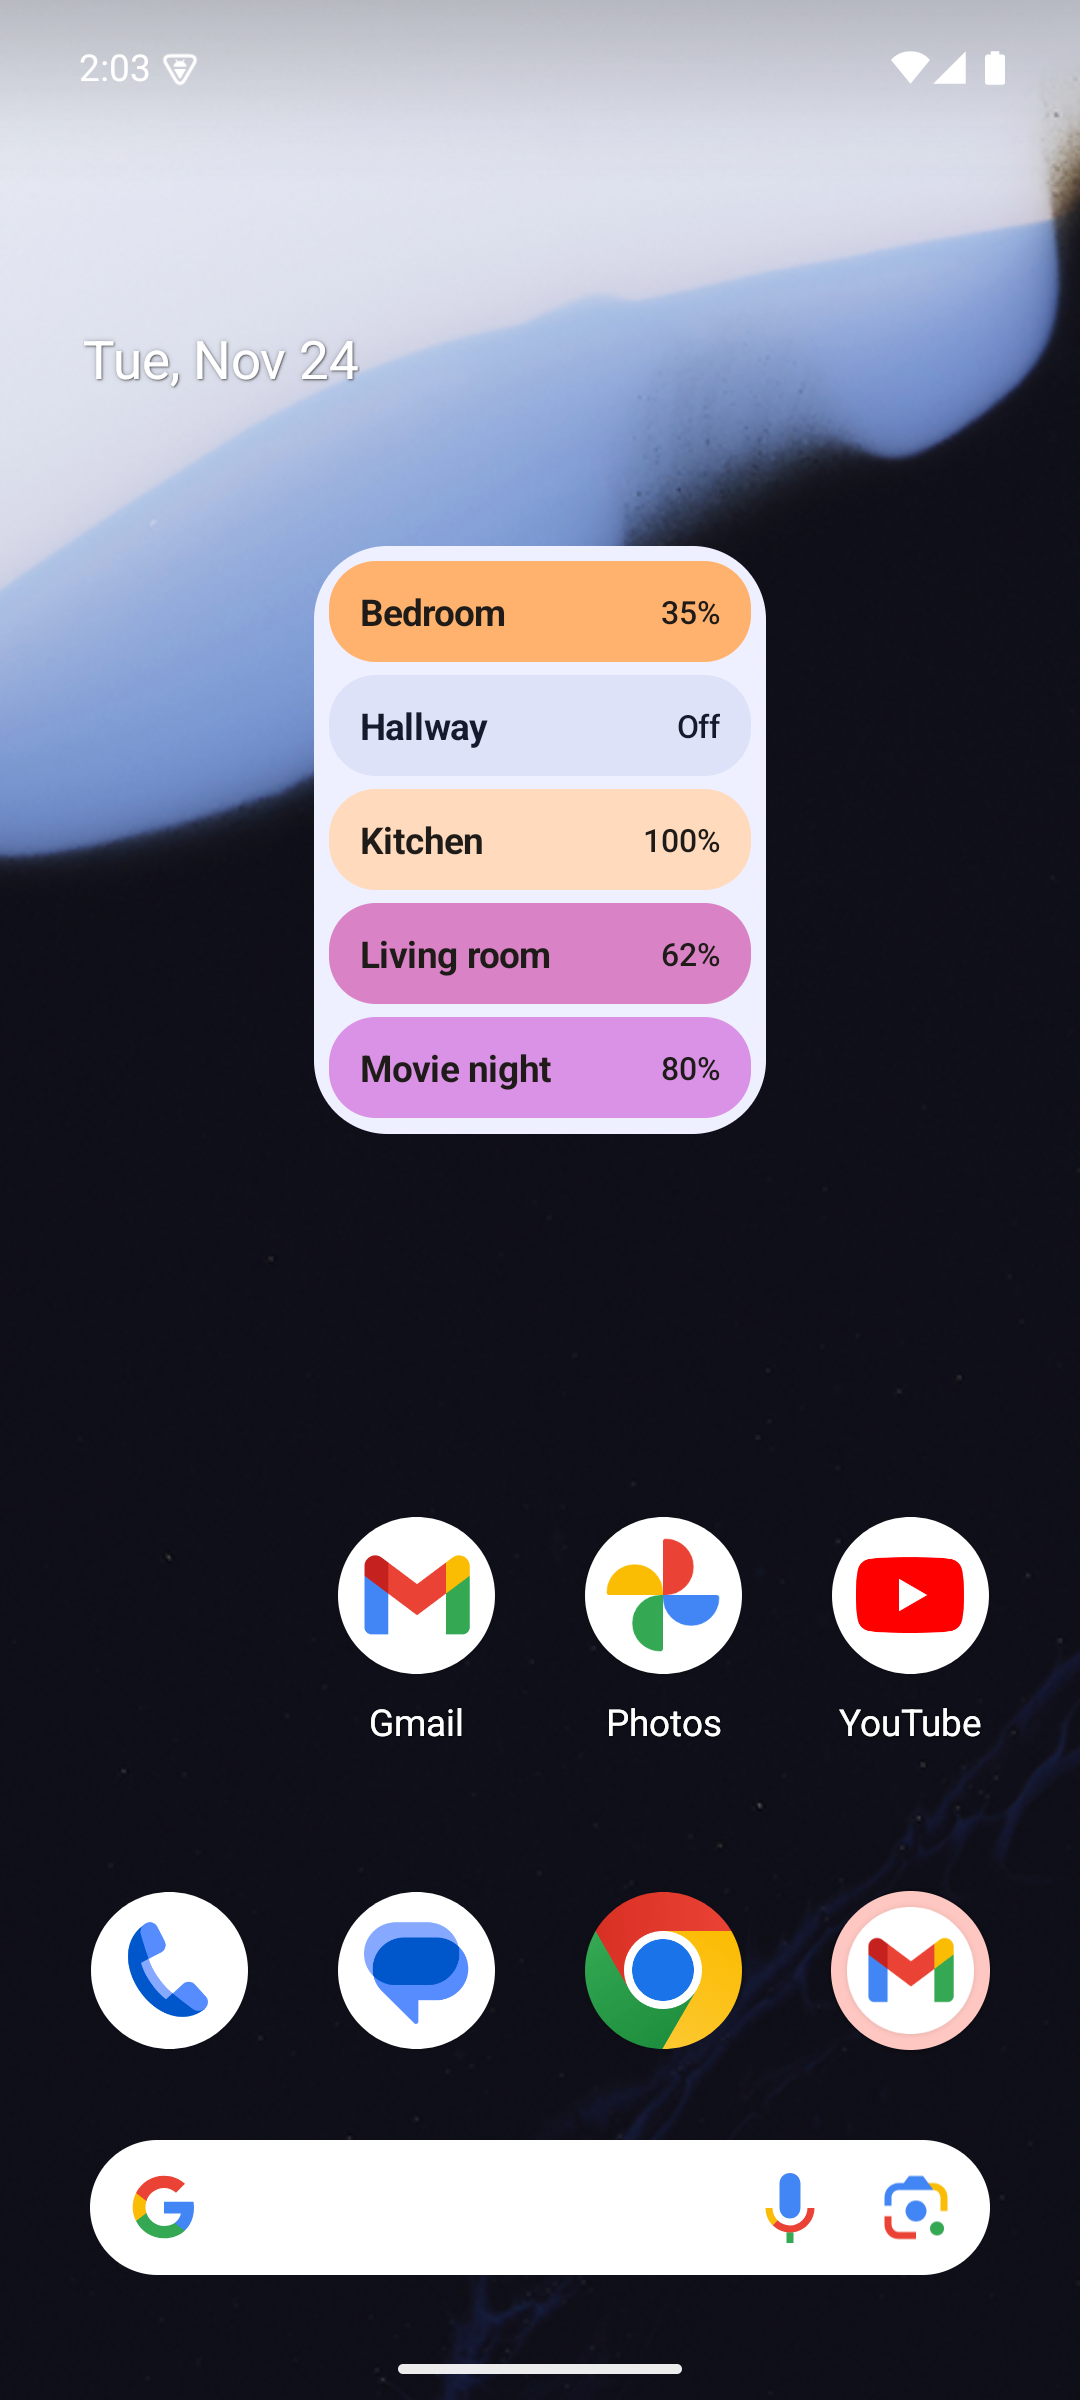 2:03
Tue, Nov 24
Bedroom 35%
Hallway Off
Kitchen 100%
Living room 62%
Movie night 80%
Gmail Photos YouTube